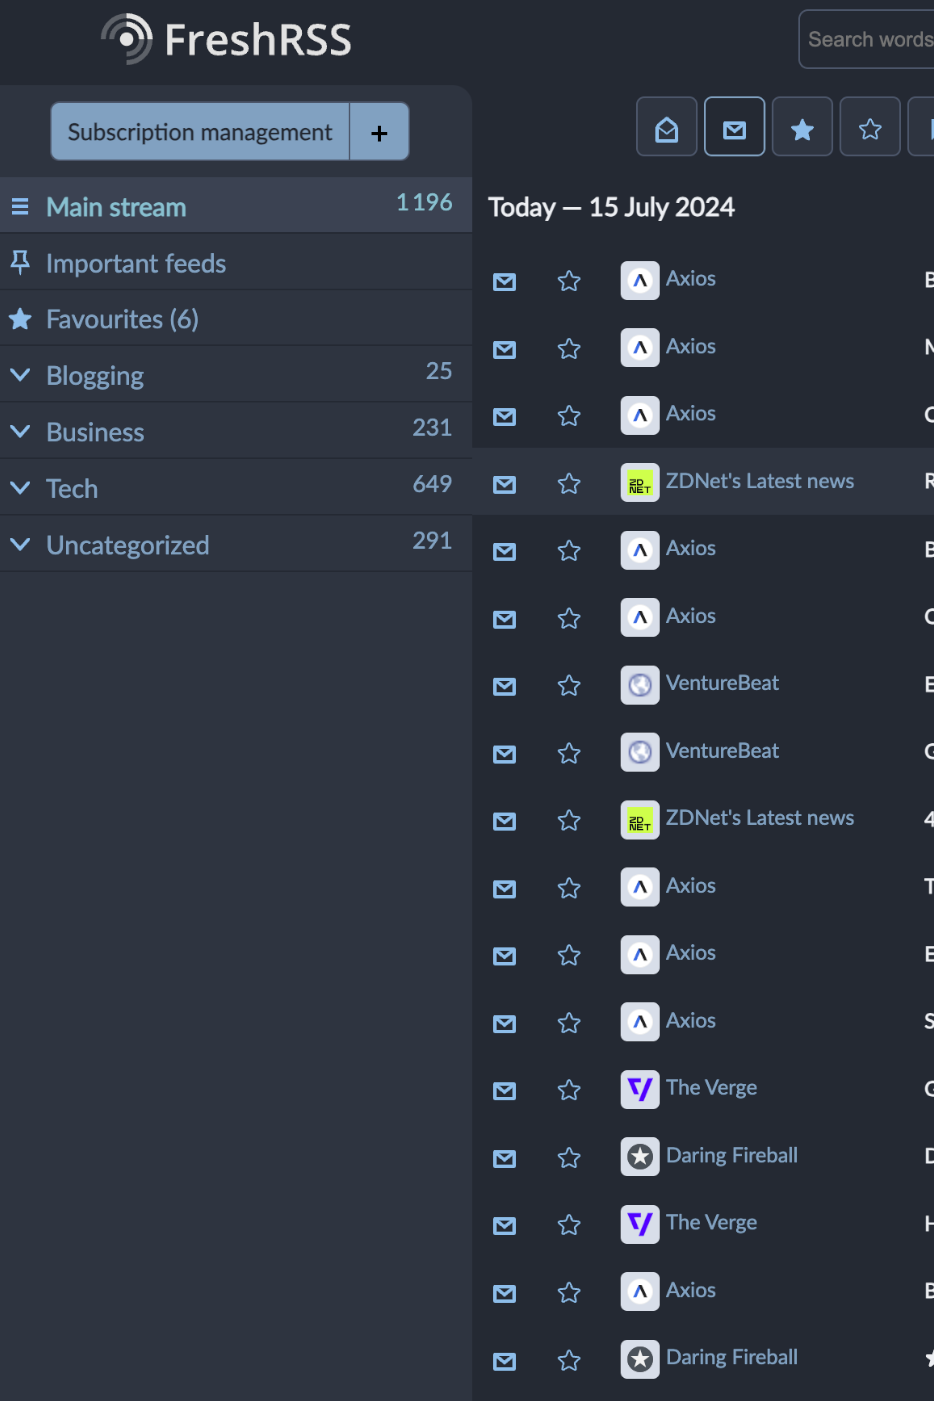 FreshRSS
Search words
Subscription management +
Main stream 1 196
Important feeds
Favourites (6)
Blogging 25
Business 231
Tech 649
Uncategorized 291
Today — 15 July 2024
Axios
Axios
Axios
ZDNet's Latest news
Axios
Axios
VentureBeat
VentureBeat
ZDNet's Latest news
Axios
Axios
Axios
The Verge
Daring Fireball
The Verge
Axios
Daring Fireball